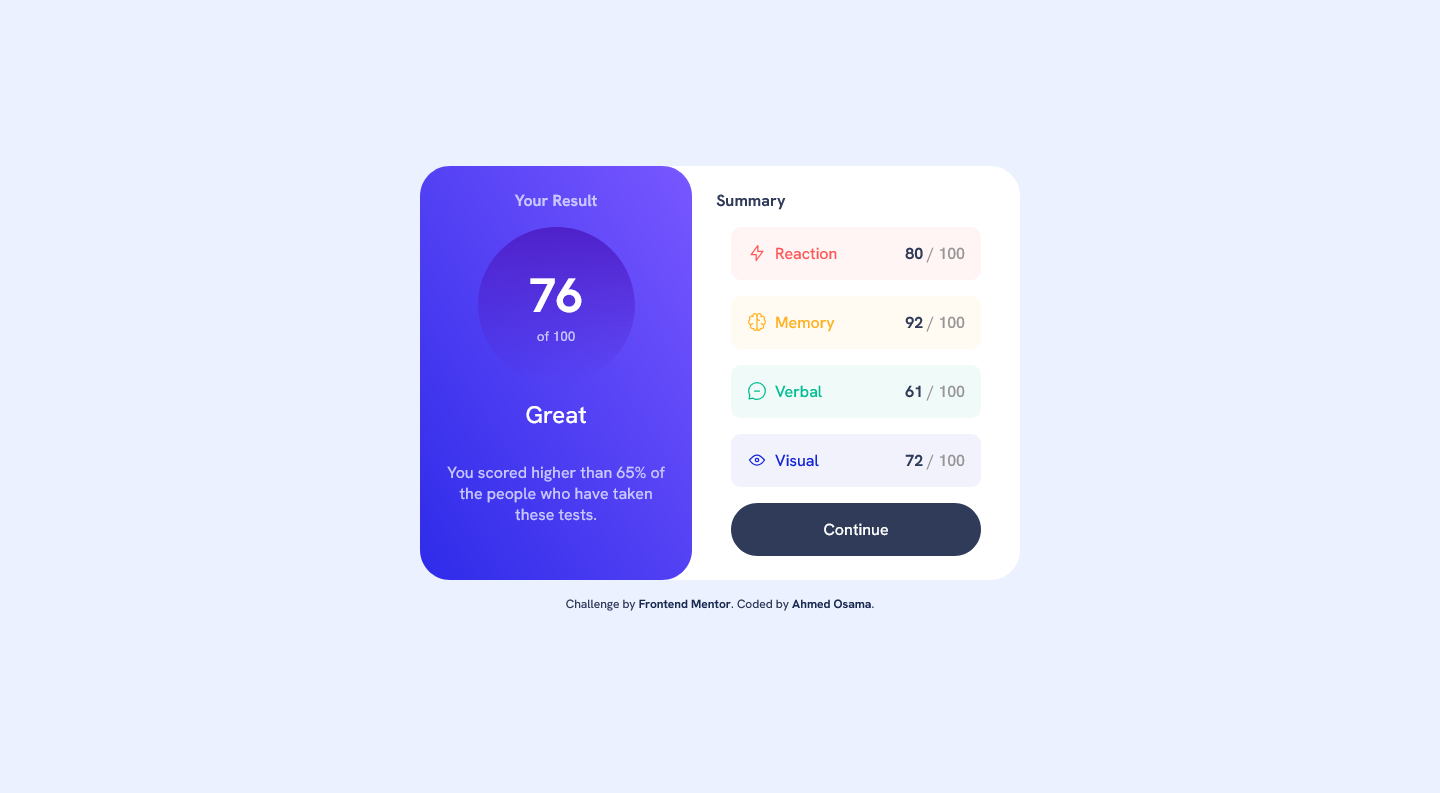 Your Result
76
of 100
Great
You scored higher than 65% of
the people who have taken
these tests.
Summary
Reaction 80 / 100
Memory 92 / 100
Verbal 61 / 100
Visual 72 / 100
Continue
Challenge by Frontend Mentor. Coded by Ahmed Osama.